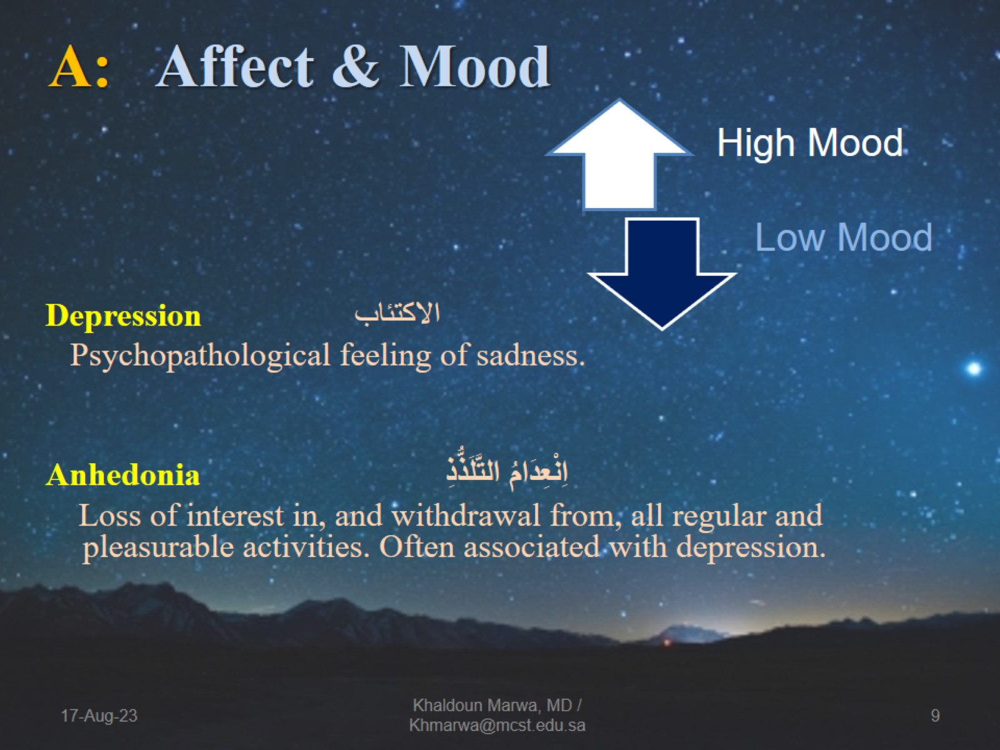 A: Affect & Mood
High Mood
Low Mood
Depression الاكتئاب
Psychopathological feeling of sadness.
Anhedonia اِنْعِدَامُ التَّلَذُّذِ
Loss of interest in, and withdrawal from, all regular and
pleasurable activities. Often associated with depression.
17-Aug-23
Khaldoun Marwa, MD /
Khmarwa@mcst.edu.sa
9